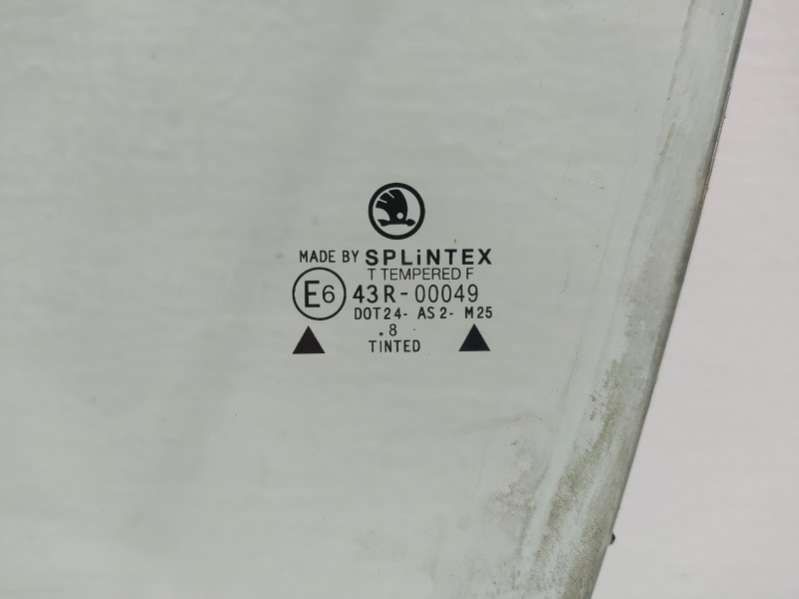 MADE BY SPLiNTEX
T TEMPERED F
E6 43R-00049
DOT24- AS2- M25
.8
TINTED